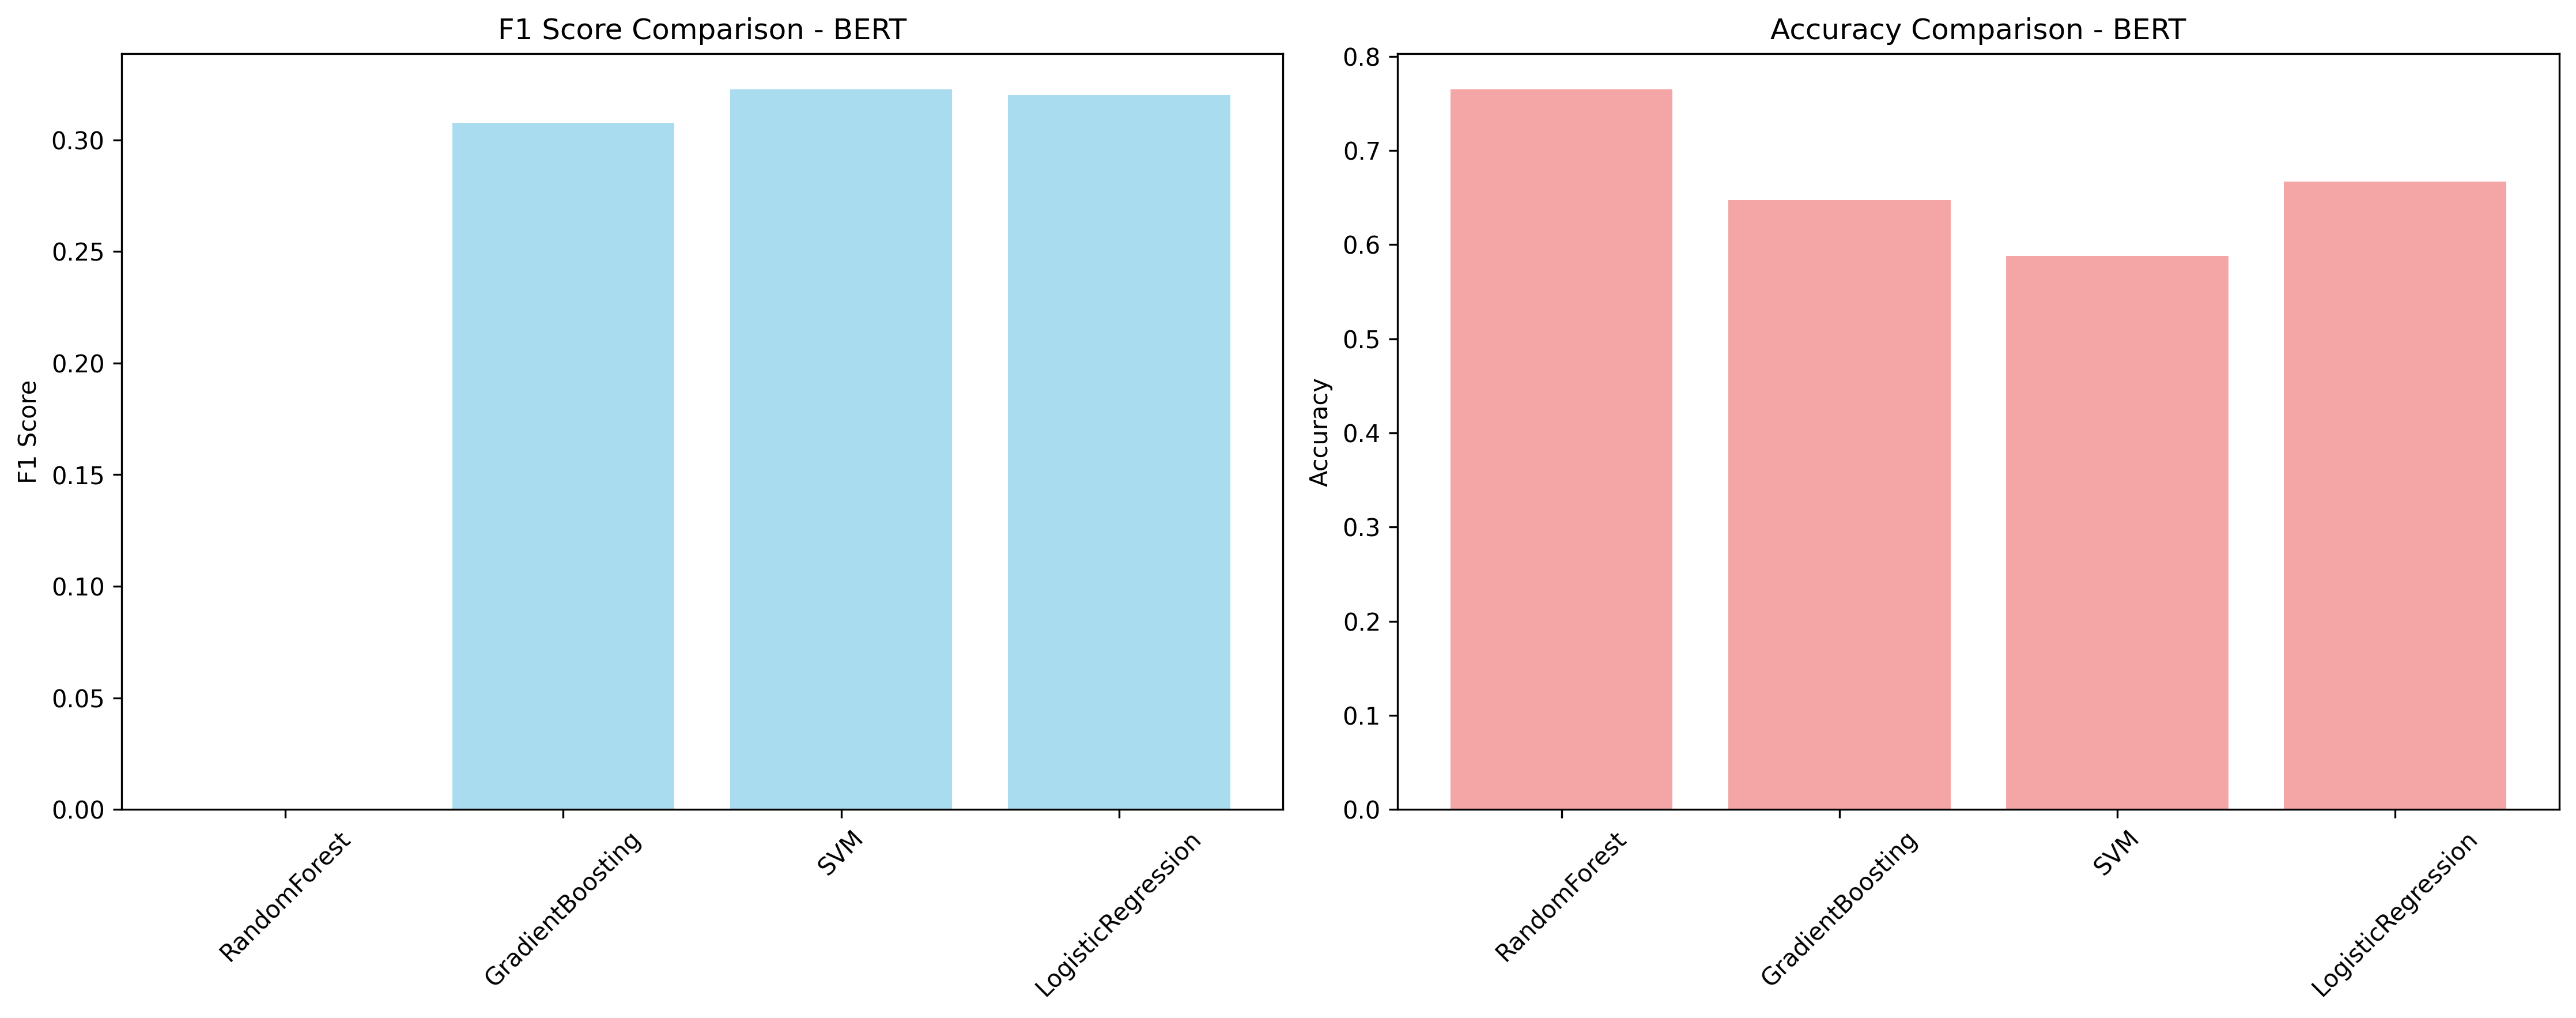 F1 Score Comparison - BERT
F1 Score
0.30
0.25
0.20
0.15
0.10
0.05
0.00
RandomForest
GradientBoosting
SVM
LogisticRegression
Accuracy Comparison - BERT
Accuracy
0.8
0.7
0.6
0.5
0.4
0.3
0.2
0.1
0.0
RandomForest
GradientBoosting
SVM
LogisticRegression